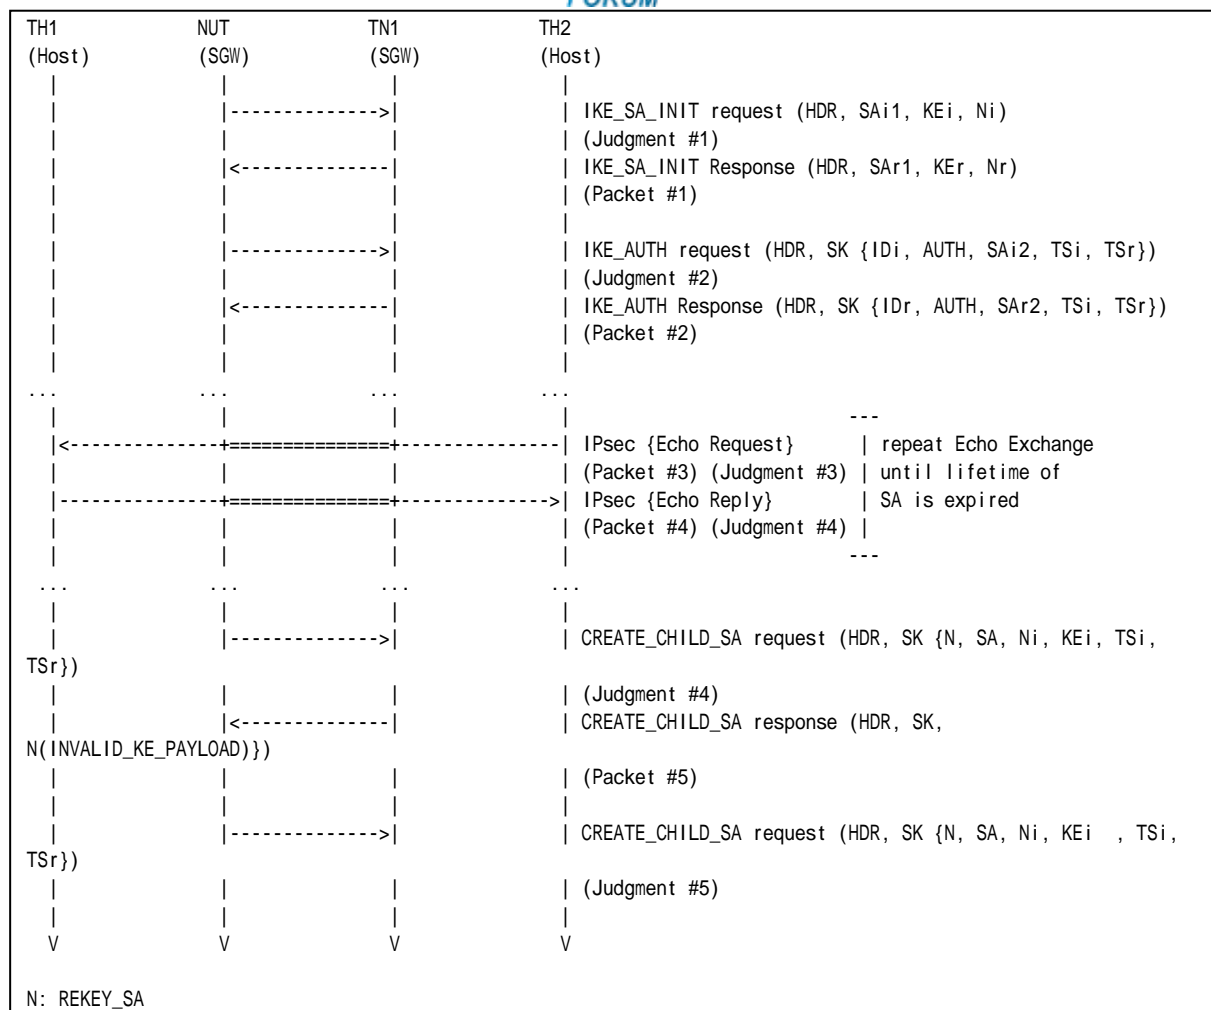 FORUM
TH1 NUT TN1 TH2
(Host) (SGW) (SGW) (Host)
| | | |
| |-------------->| | IKE_SA_INIT request (HDR, SAi1, KEi, Ni)
| | | | (Judgment #1)
| |<--------------| | IKE_SA_INIT Response (HDR, SAr1, KEr, Nr)
| | | | (Packet #1)
| | | |
| |-------------->| | IKE_AUTH request (HDR, SK {IDi, AUTH, SAi2, TSi, TSr})
| | | | (Judgment #2)
| |<--------------| | IKE_AUTH Response (HDR, SK {IDr, AUTH, SAr2, TSi, TSr})
| | | | (Packet #2)
| | | |
... ... ... ...
| | | | ---
|<--------------+===============+---------------| IPsec {Echo Request} | repeat Echo Exchange
| | | | (Packet #3) (Judgment #3) | until lifetime of
|---------------+===============+-------------->| IPsec {Echo Reply} | SA is expired
| | | | (Packet #4) (Judgment #4) |
| | | | ---
... ... ... ...
| | | |
| |-------------->| | CREATE_CHILD_SA request (HDR, SK {N, SA, Ni, KEi, TSi,
TSr})
| | | | (Judgment #4)
| |<--------------| | CREATE_CHILD_SA response (HDR, SK,
N(INVALID_KE_PAYLOAD)})
| | | | (Packet #5)
| | | |
| |-------------->| | CREATE_CHILD_SA request (HDR, SK {N, SA, Ni, KEi , TSi,
TSr})
| | | | (Judgment #5)
| | | |
V V V V
N: REKEY_SA